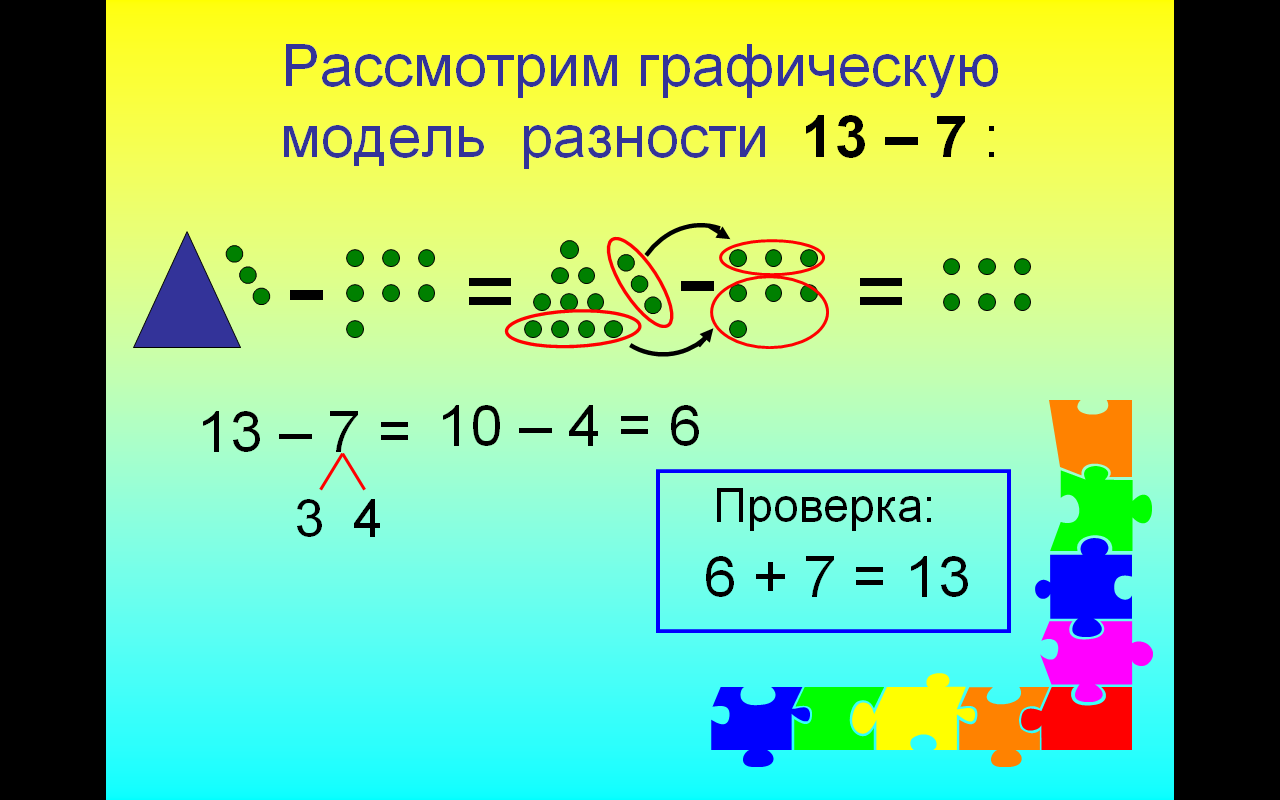 Рассмотрим графическую
модель разности 13 – 7 :
- = - =
13 – 7 = 10 – 4 = 6
3 4
Проверка:
6 + 7 = 13